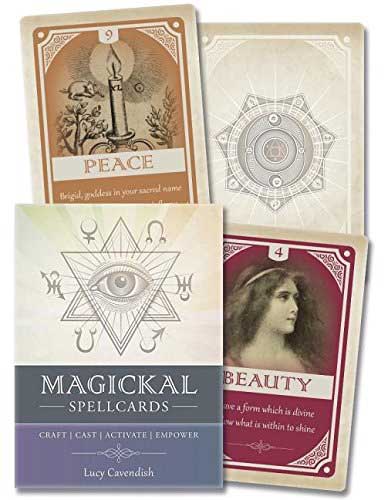 9
PEACE
Brigid, goddess in your sacred name
4
BEAUTY
ave a form which is divine
ow what is within to shine
MAGICKAL
SPELLCARDS
CRAFT | CAST | ACTIVATE | EMPOWER
Lucy Cavendish